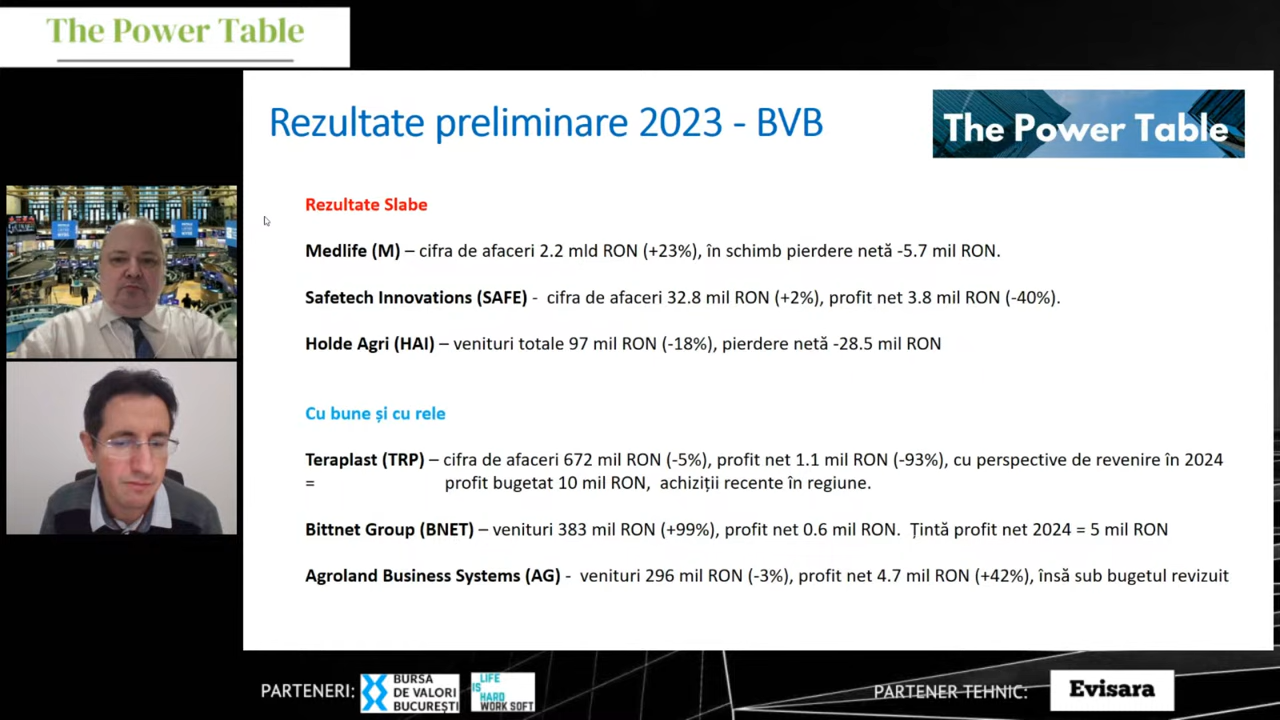 The Power Table
Rezultate preliminare 2023 - BVB
The Power Table
Rezultate Slabe
Medlife (M) – cifra de afaceri 2.2 mld RON (+23%), în schimb pierdere netă -5.7 mil RON.
Safetech Innovations (SAFE) - cifra de afaceri 32.8 mil RON (+2%), profit net 3.8 mil RON (-40%).
Holde Agri (HAI) – venituri totale 97 mil RON (-18%), pierdere netă -28.5 mil RON
Cu bune și cu rele
Teraplast (TRP) – cifra de afaceri 672 mil RON (-5%), profit net 1.1 mil RON (-93%), cu perspective de revenire în 2024
= profit bugetat 10 mil RON, achiziții recente în regiune.
Bittnet Group (BNET) – venituri 383 mil RON (+99%), profit net 0.6 mil RON. Țintă profit net 2024 = 5 mil RON
Agroland Business Systems (AG) - venituri 296 mil RON (-3%), profit net 4.7 mil RON (+42%), însă sub bugetul revizuit
PARTENERI:
BURSA
DE VALORI
BUCUREȘTI
LIFE
IS
HARD
WORK SOFT
PARTENER TEHNIC:
Evisara